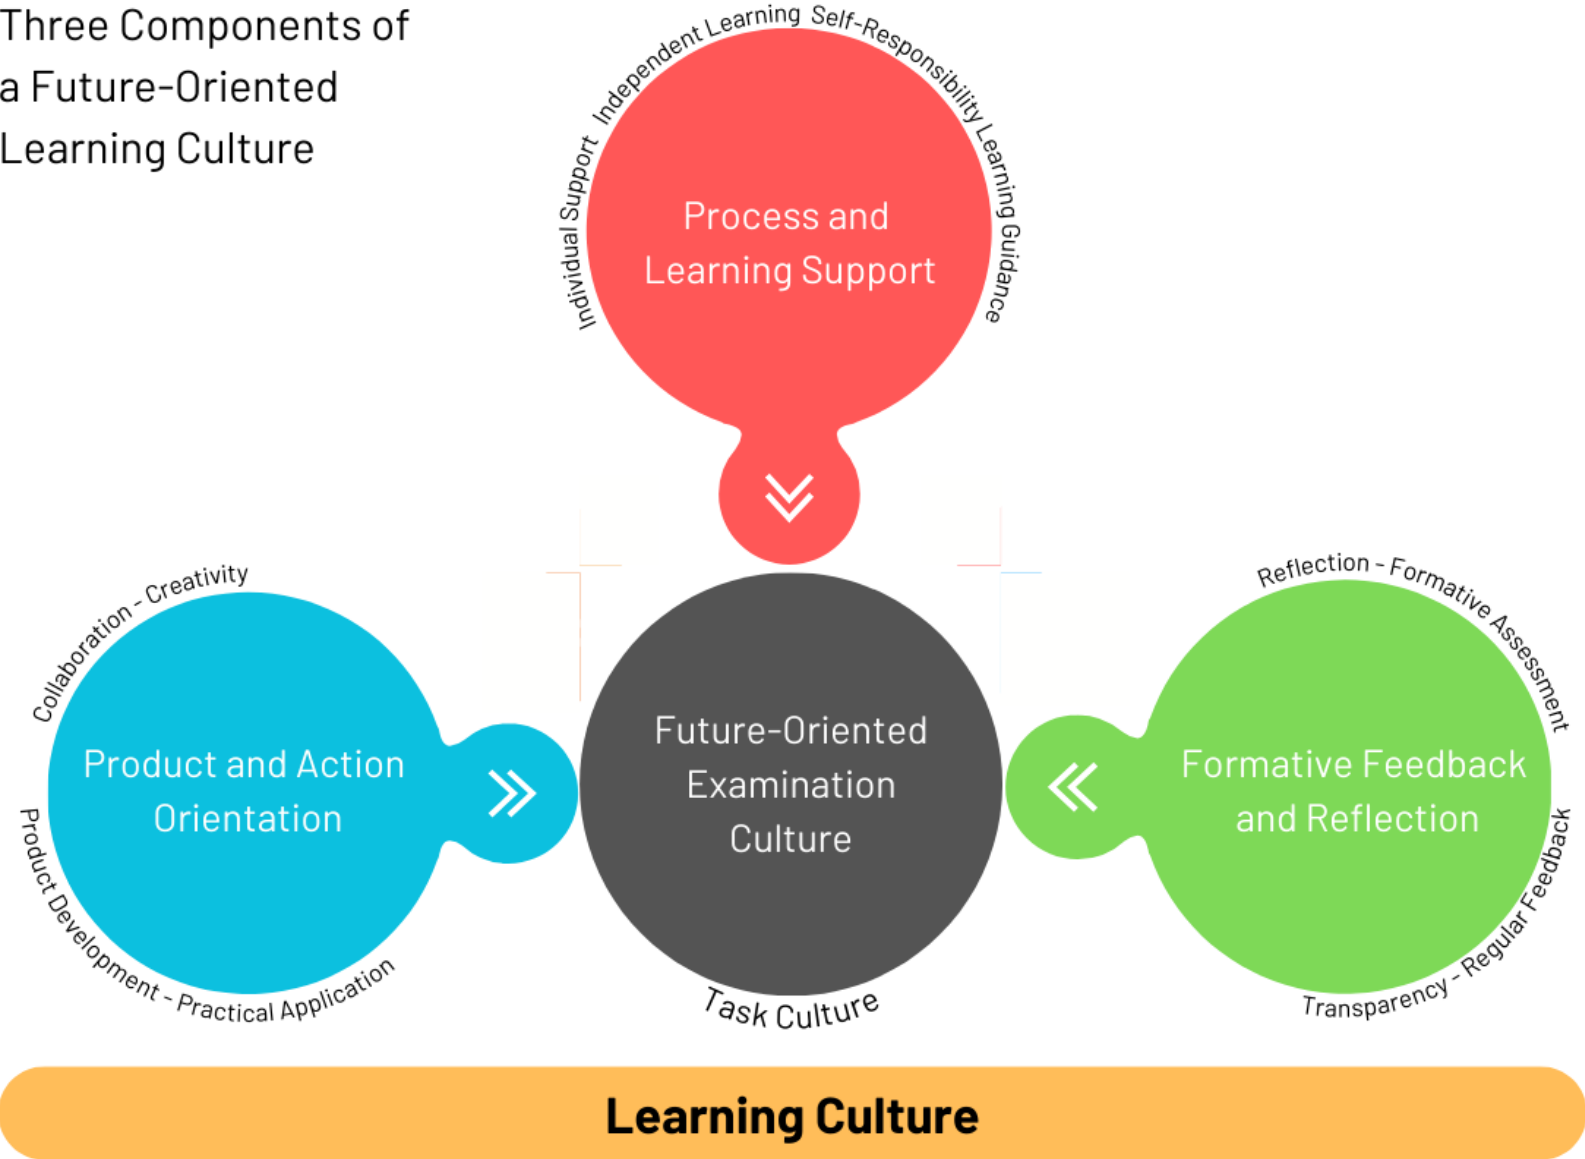 Three Components of
a Future-Oriented
Learning Culture
Individual Support Independent Learning Self-Responsibility Learning Guidance
Process and
Learning Support
Collaboration - Creativity
Product and Action
Orientation
Product Development - Practical Application
Future-Oriented
Examination
Culture
Task Culture
Reflection - Formative Assessment
Formative Feedback
and Reflection
Transparency - Regular Feedback
Learning Culture